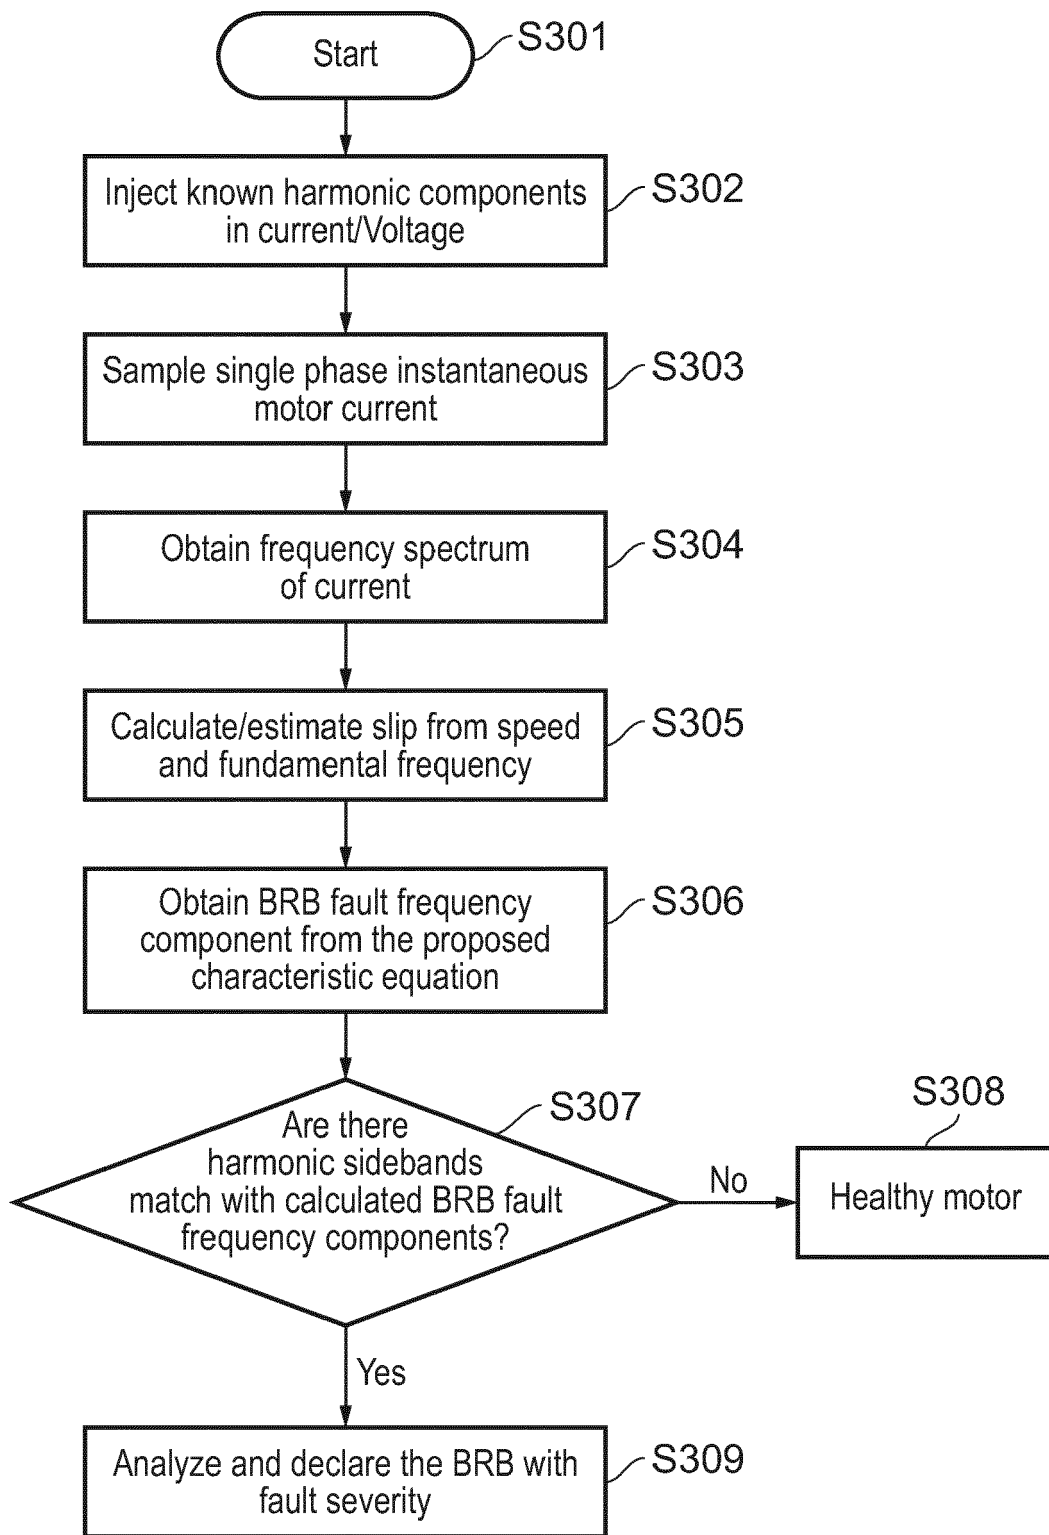 Start
S301
Inject known harmonic components
in current/Voltage
S302
Sample single phase instantaneous
motor current
S303
Obtain frequency spectrum
of current
S304
Calculate/estimate slip from speed
and fundamental frequency
S305
Obtain BRB fault frequency
component from the proposed
characteristic equation
S306
Are there
harmonic sidebands
match with calculated BRB fault
frequency components?
S307
No
S308
Healthy motor
Yes
Analyze and declare the BRB with
fault severity
S309